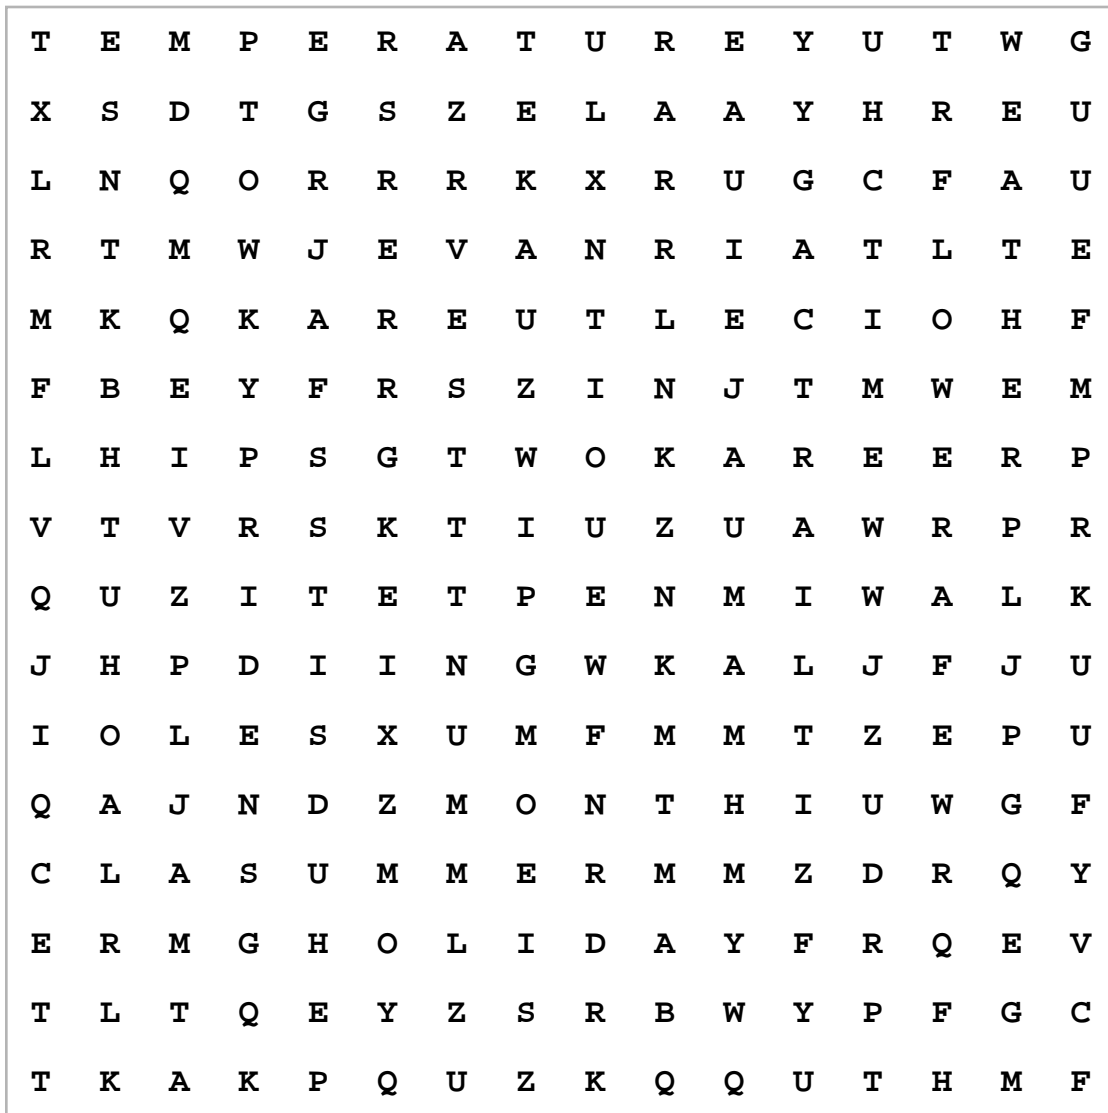 T E M P E R A T U R E Y U T W G
X S D T G S Z E L A A Y H R E U
L N Q O R R R K X R U G C F A U
R T M W J E V A N R I A T L T E
M K Q K A R E U T L E C I O H F
F B E Y F R S Z I N J T M W E M
L H I P S G T W O K A R E E R P
V T V R S K T I U Z U A W R P R
Q U Z I T E T P E N M I W A L K
J H P D I I N G W K A L J F J U
I O L E S X U M F M M T Z E P U
Q A J N D Z M O N T H I U W G F
C L A S U M M E R M M Z D R Q Y
E R M G H O L I D A Y F R Q E V
T L T Q E Y Z S R B W Y P F G C
T K A K P Q U Z K Q Q U T H M F